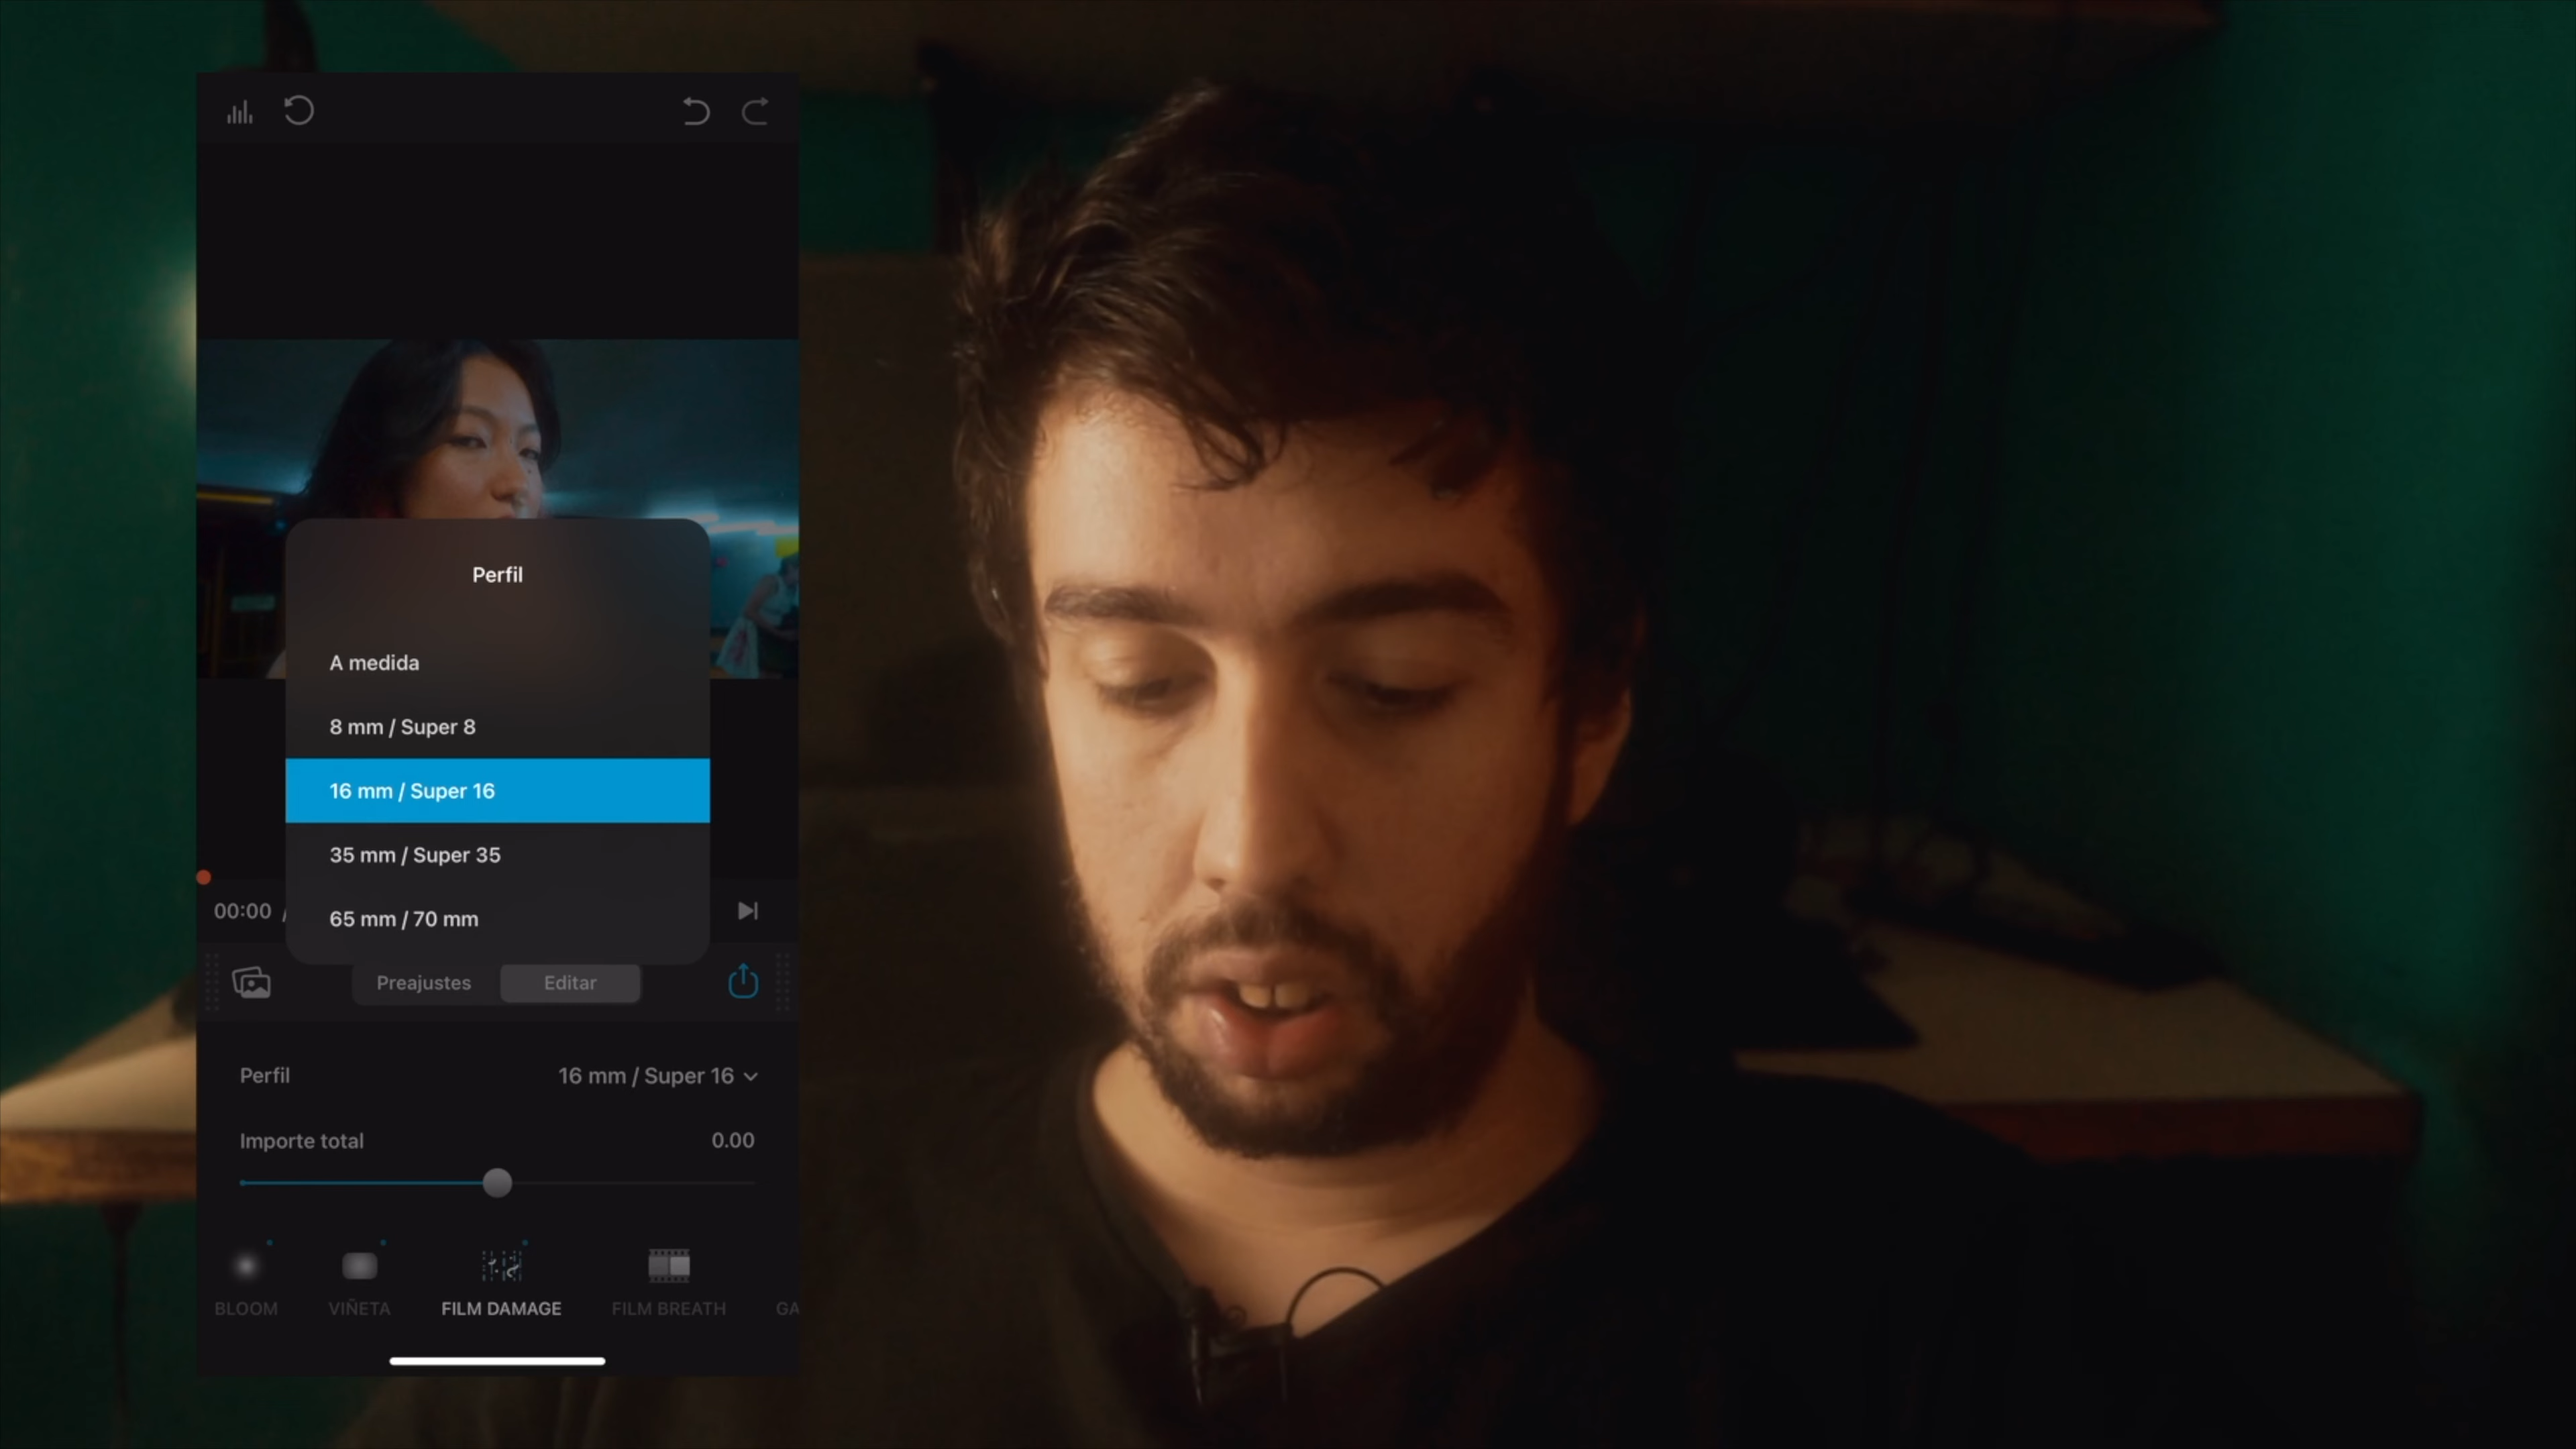 Perfil
A medida
8 mm / Super 8
16 mm / Super 16
35 mm / Super 35
65 mm / 70 mm
00:00 /
Preajustes
Editar
Perfil
16 mm / Super 16
Importe total
0.00
BLOOM
VIÑETA
FILM DAMAGE
FILM BREATH
GA